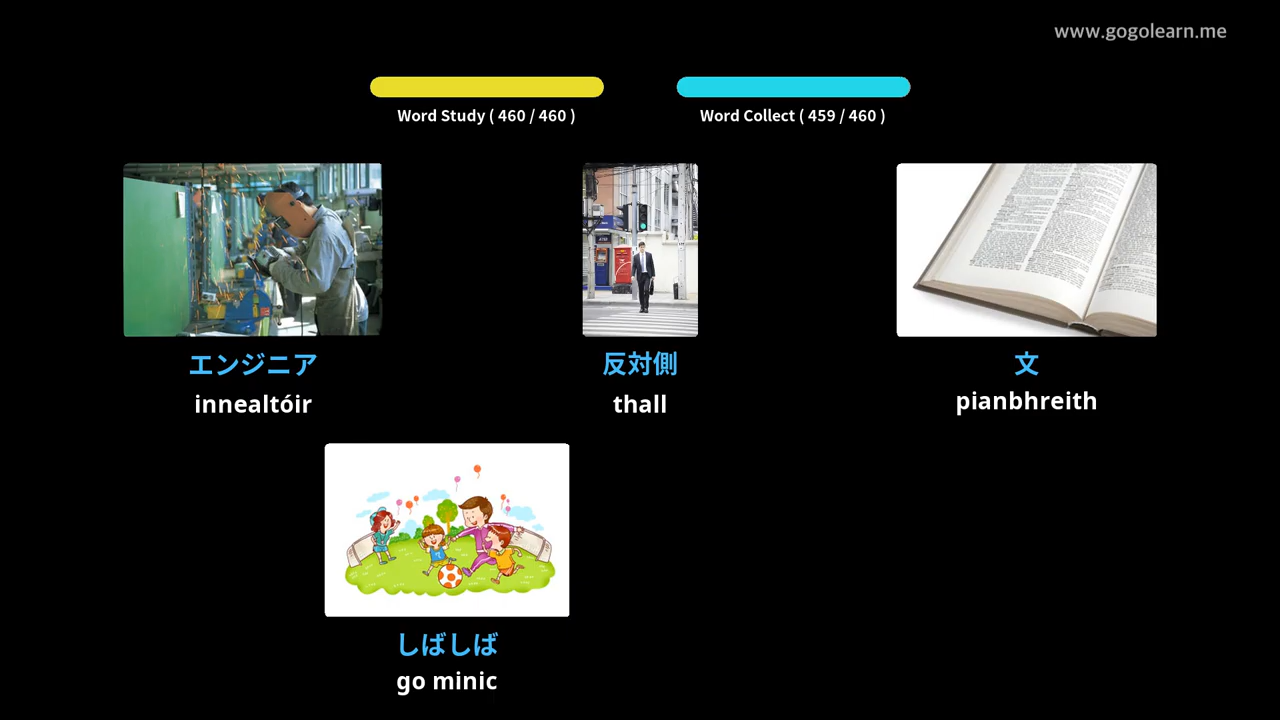 www.gogolearn.me
Word Study ( 460 / 460 )
Word Collect ( 459 / 460 )
エンジニア
innealtóir
反対側
thall
文
pianbhreith
しばしば
go minic